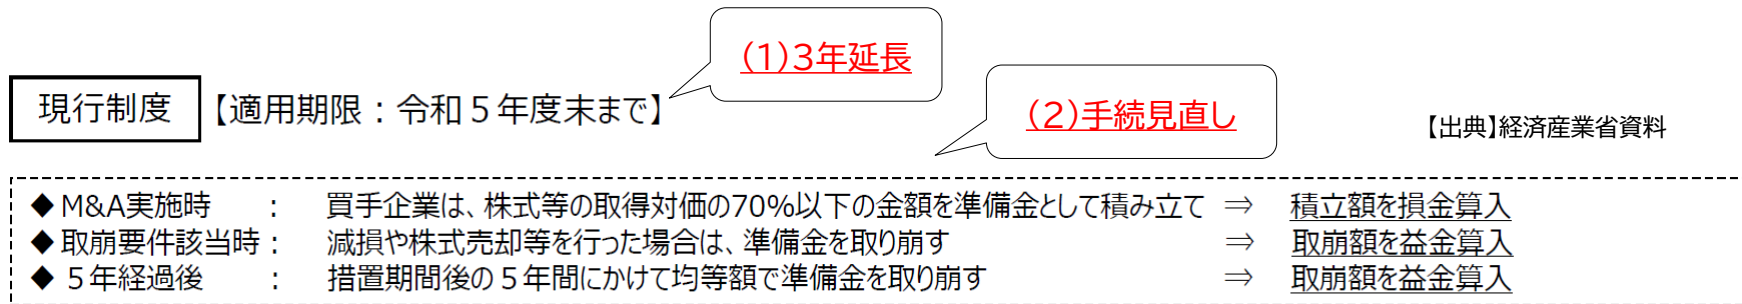 (1)3年延長
現行制度 【適用期限：令和５年度末まで】
(2)手続見直し
【出典】経済産業省資料
◆ M&A実施時 ： 買手企業は、株式等の取得対価の70%以下の金額を準備金として積み立て ⇒ 積立額を損金算入
◆ 取崩要件該当時： 減損や株式売却等を行った場合は、準備金を取り崩す ⇒ 取崩額を益金算入
◆ ５年経過後 ： 措置期間後の５年間にかけて均等額で準備金を取り崩す ⇒ 取崩額を益金算入